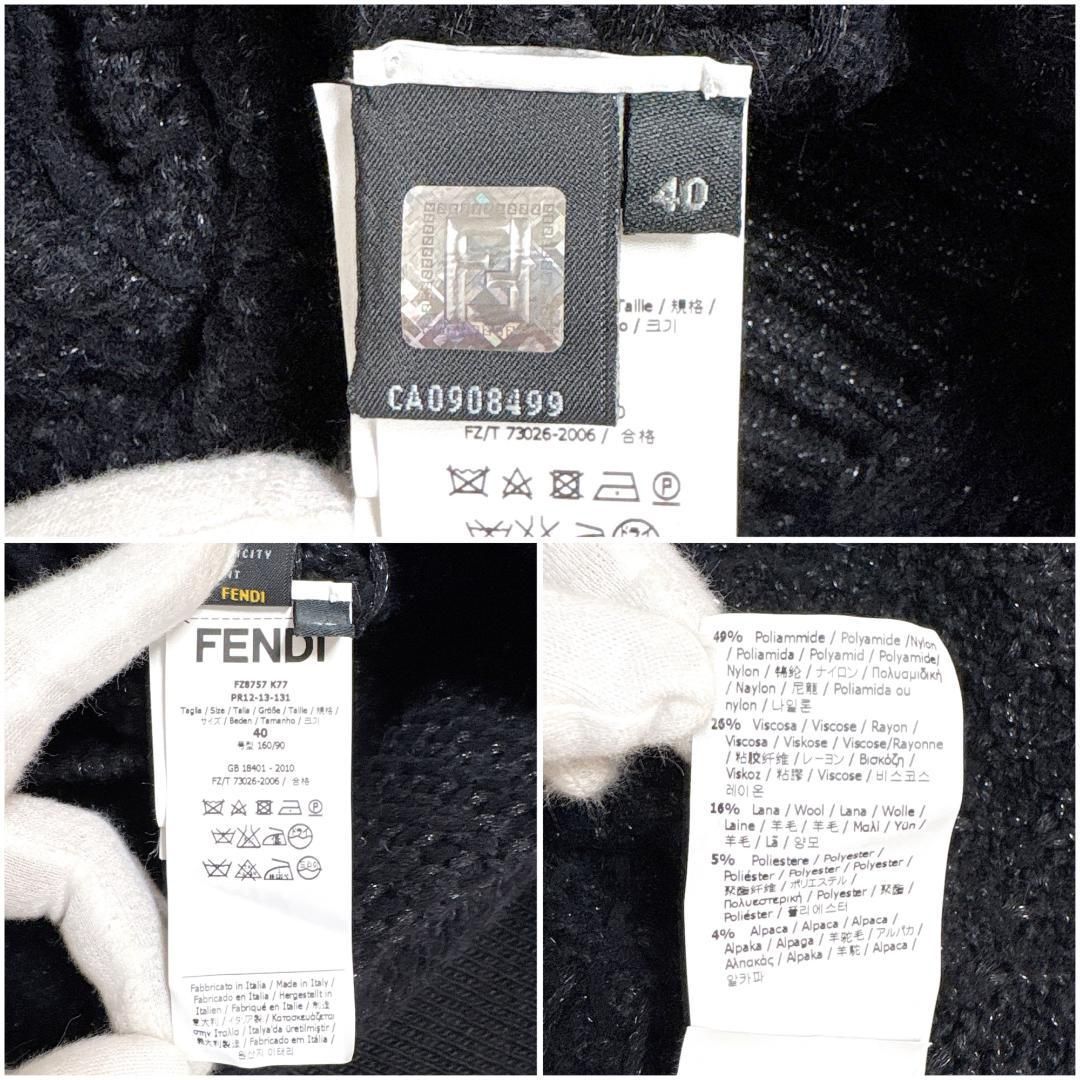 40
CA0908499
Taille / 規格 /
o / 크기
FZ/T 73026-2006 / 合格
P
FENDI
FENDI
FZ8757 K77
PR12-13-131
Taglia / Size / Talla / Größe / Taille / 規格 /
サイズ / Beden / Tamanho / 크기
40
号型 160/90
GB 18401 - 2010
FZ/T 73026-2006 / 合格
Fabbricato in Italia / Made in Italy /
Fabricado en Italia / Hergestellt in
Italien / Fabriqué en Italie / 制造
意大利 / イタリア製 / Κατασκευάζεται
στην Ιταλία / Italya'da üretilmiştir /
意大利製造 / Fabricado em Itália /
원산지 이태리
49% Poliammide / Polyamide /Nylon
/ Poliamida / Polyamid / Polyamide/
Nylon / 锦纶 / ナイロン / Πολυαμιδική
/ Naylon / 尼龍 / Poliamida ou
nylon / 나일론
26% Viscosa / Viscose / Rayon /
Viscosa / Viskose / Viscose/Rayonne
/ 粘胶纤维 / レーヨン / Βισκόζη /
Viskoz / 粘膠 / Viscose / 비스코스
레이온
16% Lana / Wool / Lana / Wolle /
Laine / 羊毛 / 羊毛 / Μαλί / Yün /
羊毛 / Lã / 양모
5% Poliestere / Polyester /
Poliéster / Polyester / Polyester /
聚酯纤维 / ポリエステル /
Πολυεστερική / Polyester / 聚酯 /
Poliéster / 폴리에스터
4% Alpaca / Alpaca / Alpaca /
Alpaka / Alpaga / 羊驼毛 / アルパカ /
Αλπακάς / Alpaka / 羊駝 / Alpaca /
알카파